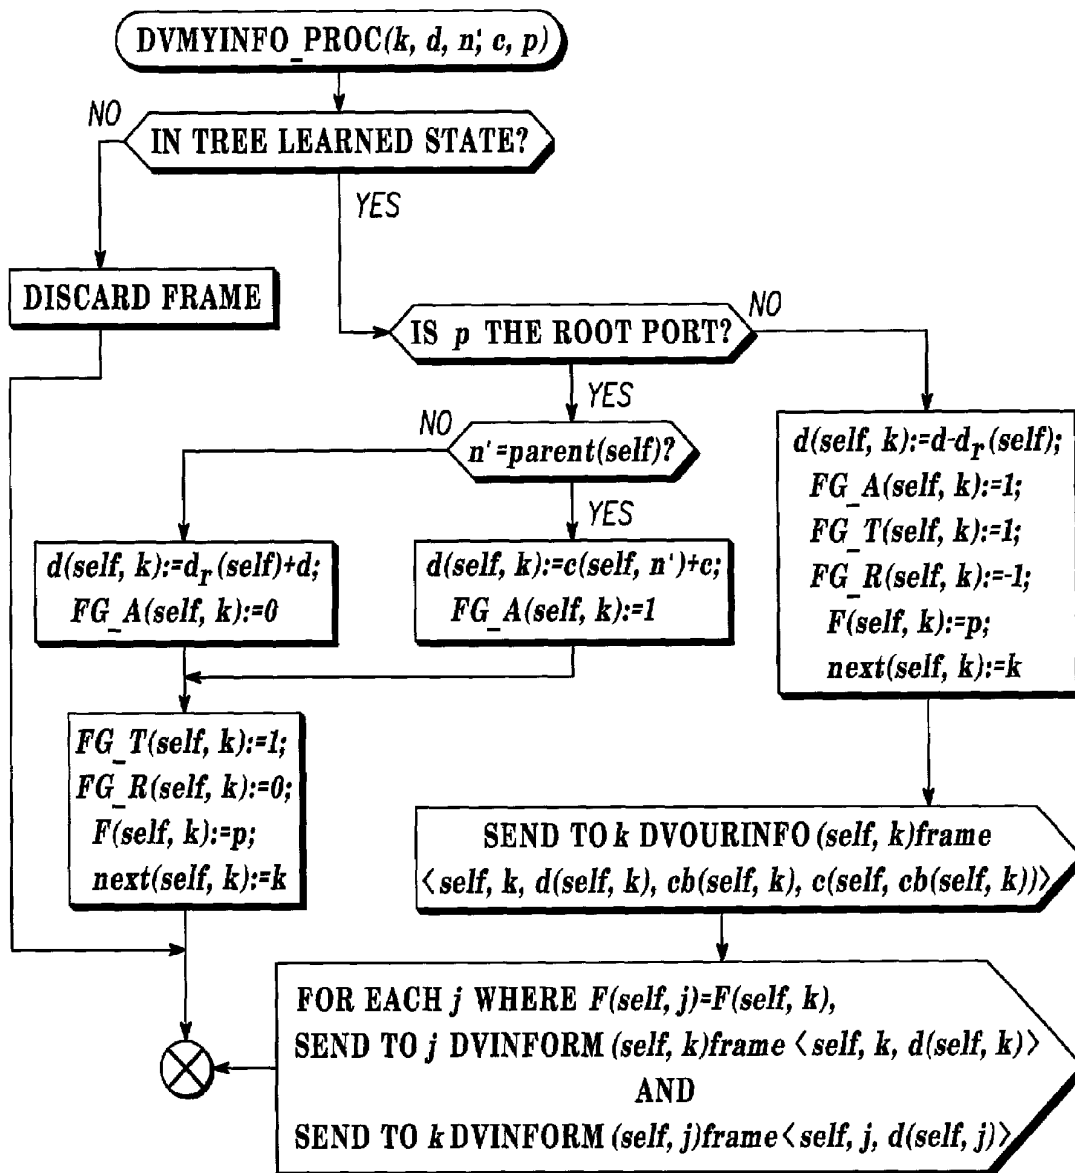 DVMYINFO_PROC(k, d, n', c, p)
NO
IN TREE LEARNED STATE?
YES
DISCARD FRAME
IS p THE ROOT PORT?
NO
YES
NO
n'=parent(self)?
YES
d(self, k):=d-d_r(self);
FG_A(self, k):=1;
FG_T(self, k):=1;
FG_R(self, k):=-1;
F(self, k):=p;
next(self, k):=k
d(self, k):=d_r(self)+d;
FG_A(self, k):=0
d(self, k):=c(self, n')+c;
FG_A(self, k):=1
FG_T(self, k):=1;
FG_R(self, k):=0;
F(self, k):=p;
next(self, k):=k
SEND TO k DVOURINFO (self, k)frame
⟨self, k, d(self, k), cb(self, k), c(self, cb(self, k))⟩
FOR EACH j WHERE F(self, j)=F(self, k),
SEND TO j DVINFORM (self, k)frame ⟨self, k, d(self, k)⟩
AND
SEND TO k DVINFORM (self, j)frame⟨self, j, d(self, j)⟩